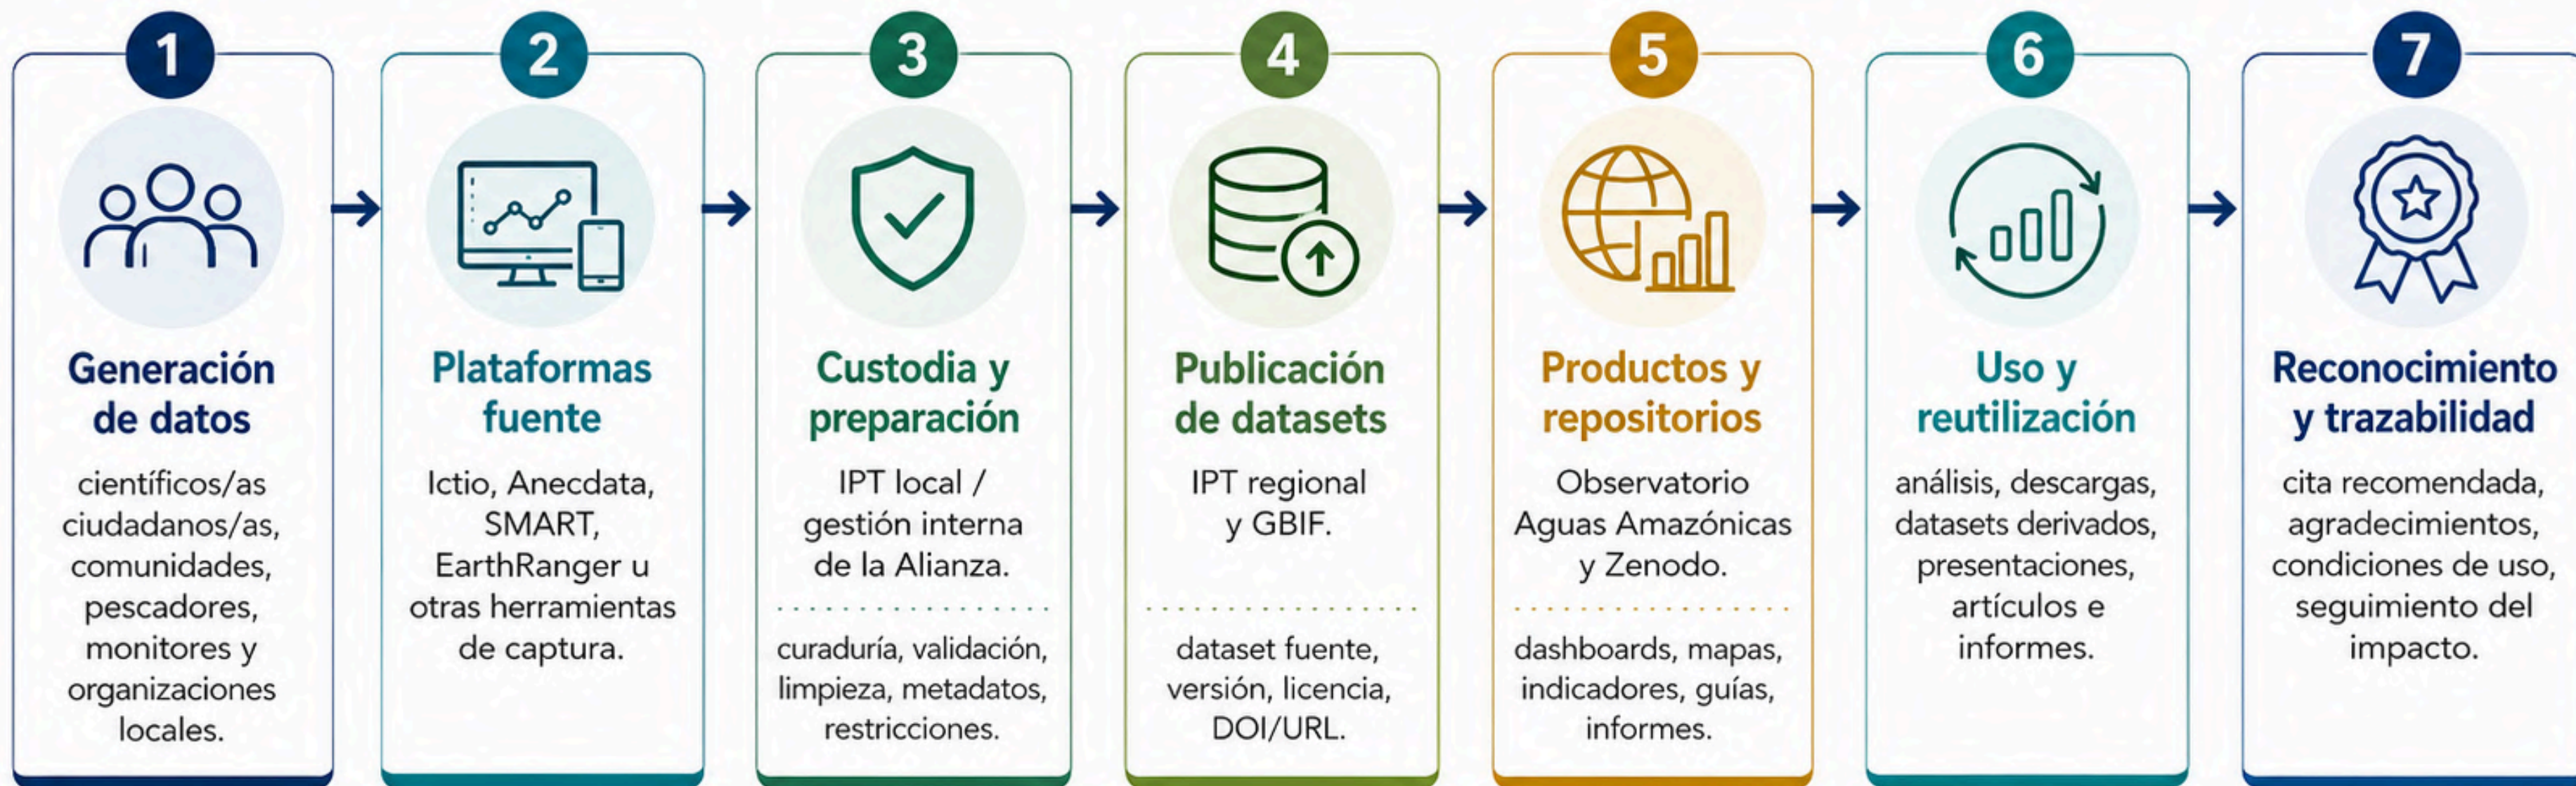 1
Generación
de datos
científicos/as
ciudadanos/as,
comunidades,
pescadores,
monitores y
organizaciones
locales.
2
Plataformas
fuente
Ictio, Anecdata,
SMART,
EarthRanger u
otras herramientas
de captura.
3
Custodia y
preparación
IPT local /
gestión interna
de la Alianza.
curaduría, validación,
limpieza, metadatos,
restricciones.
4
Publicación
de datasets
IPT regional
y GBIF.
dataset fuente,
versión, licencia,
DOI/URL.
5
Productos y
repositorios
Observatorio
Aguas Amazónicas
y Zenodo.
dashboards, mapas,
indicadores, guías,
informes.
6
Uso y
reutilización
análisis, descargas,
datasets derivados,
presentaciones,
artículos e
informes.
7
Reconocimiento
y trazabilidad
cita recomendada,
agradecimientos,
condiciones de uso,
seguimiento del
impacto.